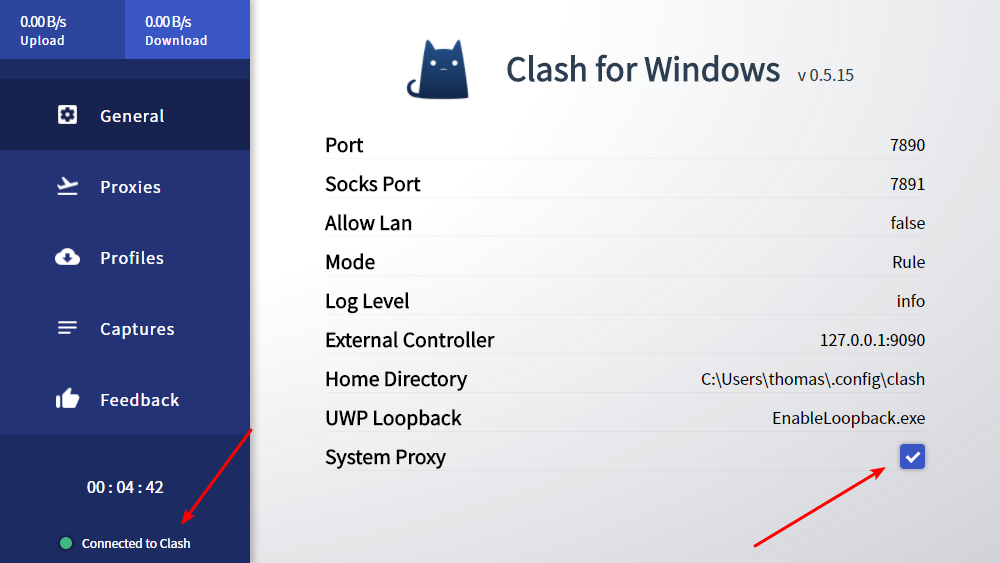 0.00 B/s 0.00 B/s
Upload Download
General
Proxies
Profiles
Captures
Feedback
00 : 04 : 42
Connected to Clash
Clash for Windows v 0.5.15
Port 7890
Socks Port 7891
Allow Lan false
Mode Rule
Log Level info
External Controller 127.0.0.1:9090
Home Directory C:\Users\thomas\.config\clash
UWP Loopback EnableLoopback.exe
System Proxy